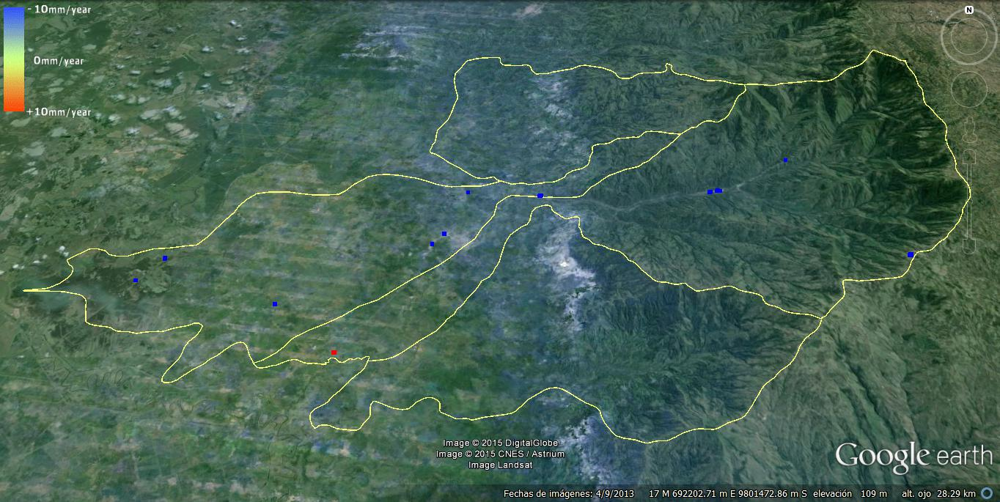 - 10mm/year
0mm/year
+10mm/year
N
Image © 2015 DigitalGlobe
Image © 2015 CNES / Astrium
Image Landsat
Google earth
Fechas de imágenes: 4/9/2013 17 M 692202.71 m E 9801472.86 m S elevación 109 m alt. ojo 28.29 km